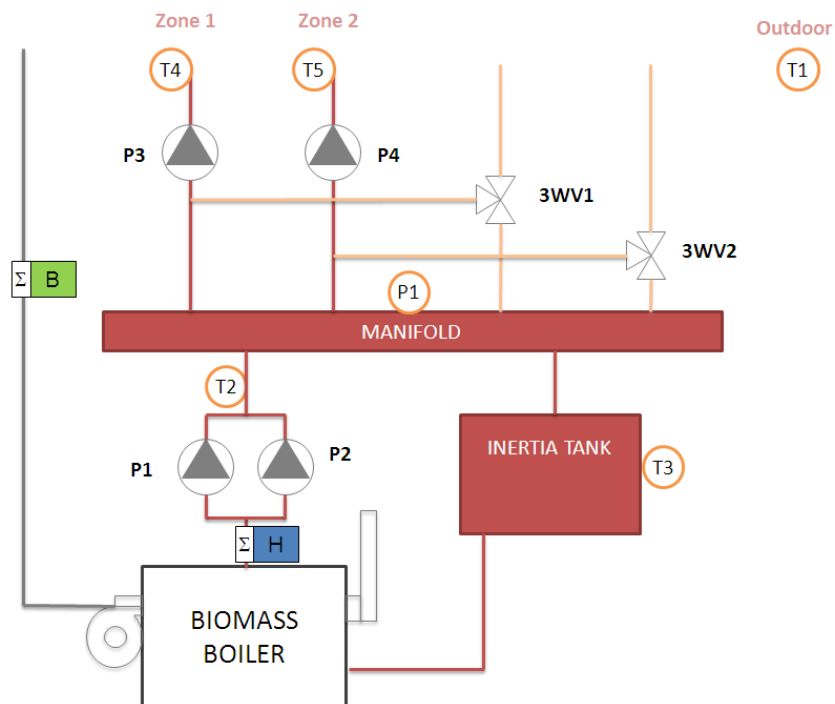 Zone 1
Zone 2
Outdoor
T4
T5
T1
P3
P4
3WV1
3WV2
Σ B
P1
MANIFOLD
T2
P1
P2
INERTIA TANK
T3
Σ H
BIOMASS
BOILER